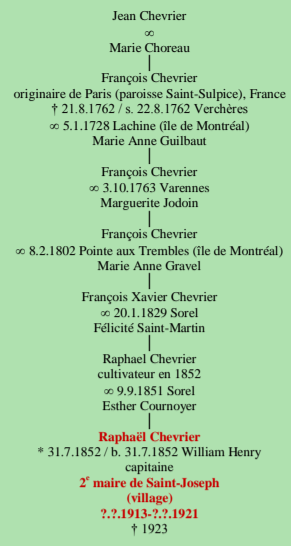 Jean Chevrier
∞
Marie Choreau
François Chevrier
originaire de Paris (paroisse Saint-Sulpice), France
† 21.8.1762 / s. 22.8.1762 Verchères
∞ 5.1.1728 Lachine (île de Montréal)
Marie Anne Guilbaut
François Chevrier
∞ 3.10.1763 Varennes
Marguerite Jodoin
François Chevrier
∞ 8.2.1802 Pointe aux Trembles (île de Montréal)
Marie Anne Gravel
François Xavier Chevrier
∞ 20.1.1829 Sorel
Félicité Saint-Martin
Raphael Chevrier
cultivateur en 1852
∞ 9.9.1851 Sorel
Esther Cournoyer
Raphaël Chevrier
* 31.7.1852 / b. 31.7.1852 William Henry
capitaine
2e maire de Saint-Joseph
(village)
?.?.1913-?.?.1921
† 1923